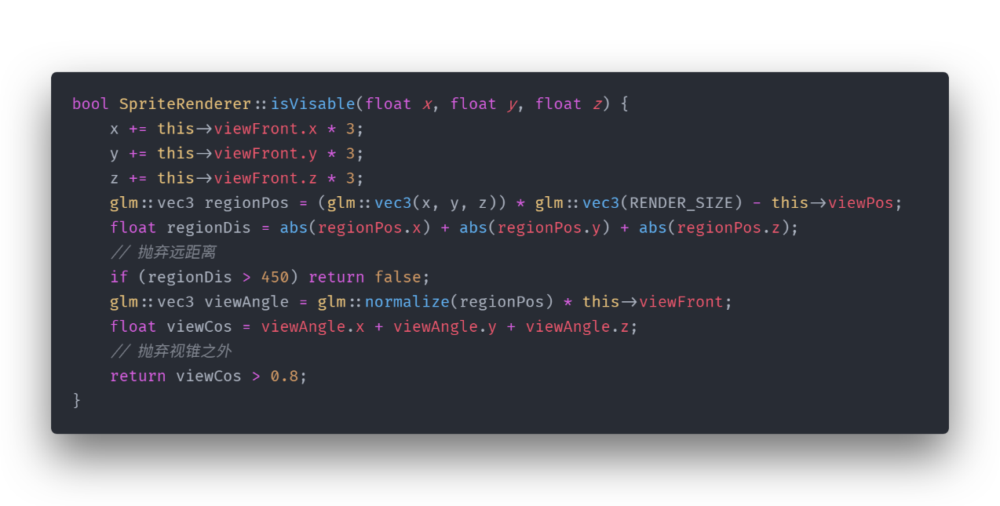 bool SpriteRenderer::isVisable(float x, float y, float z) {
    x += this->viewFront.x * 3;
    y += this->viewFront.y * 3;
    z += this->viewFront.z * 3;
    glm::vec3 regionPos = (glm::vec3(x, y, z)) * glm::vec3(RENDER_SIZE) - this->viewPos;
    float regionDis = abs(regionPos.x) + abs(regionPos.y) + abs(regionPos.z);
    // 抛弃远距离
    if (regionDis > 450) return false;
    glm::vec3 viewAngle = glm::normalize(regionPos) * this->viewFront;
    float viewCos = viewAngle.x + viewAngle.y + viewAngle.z;
    // 抛弃视锥之外
    return viewCos > 0.8;
}